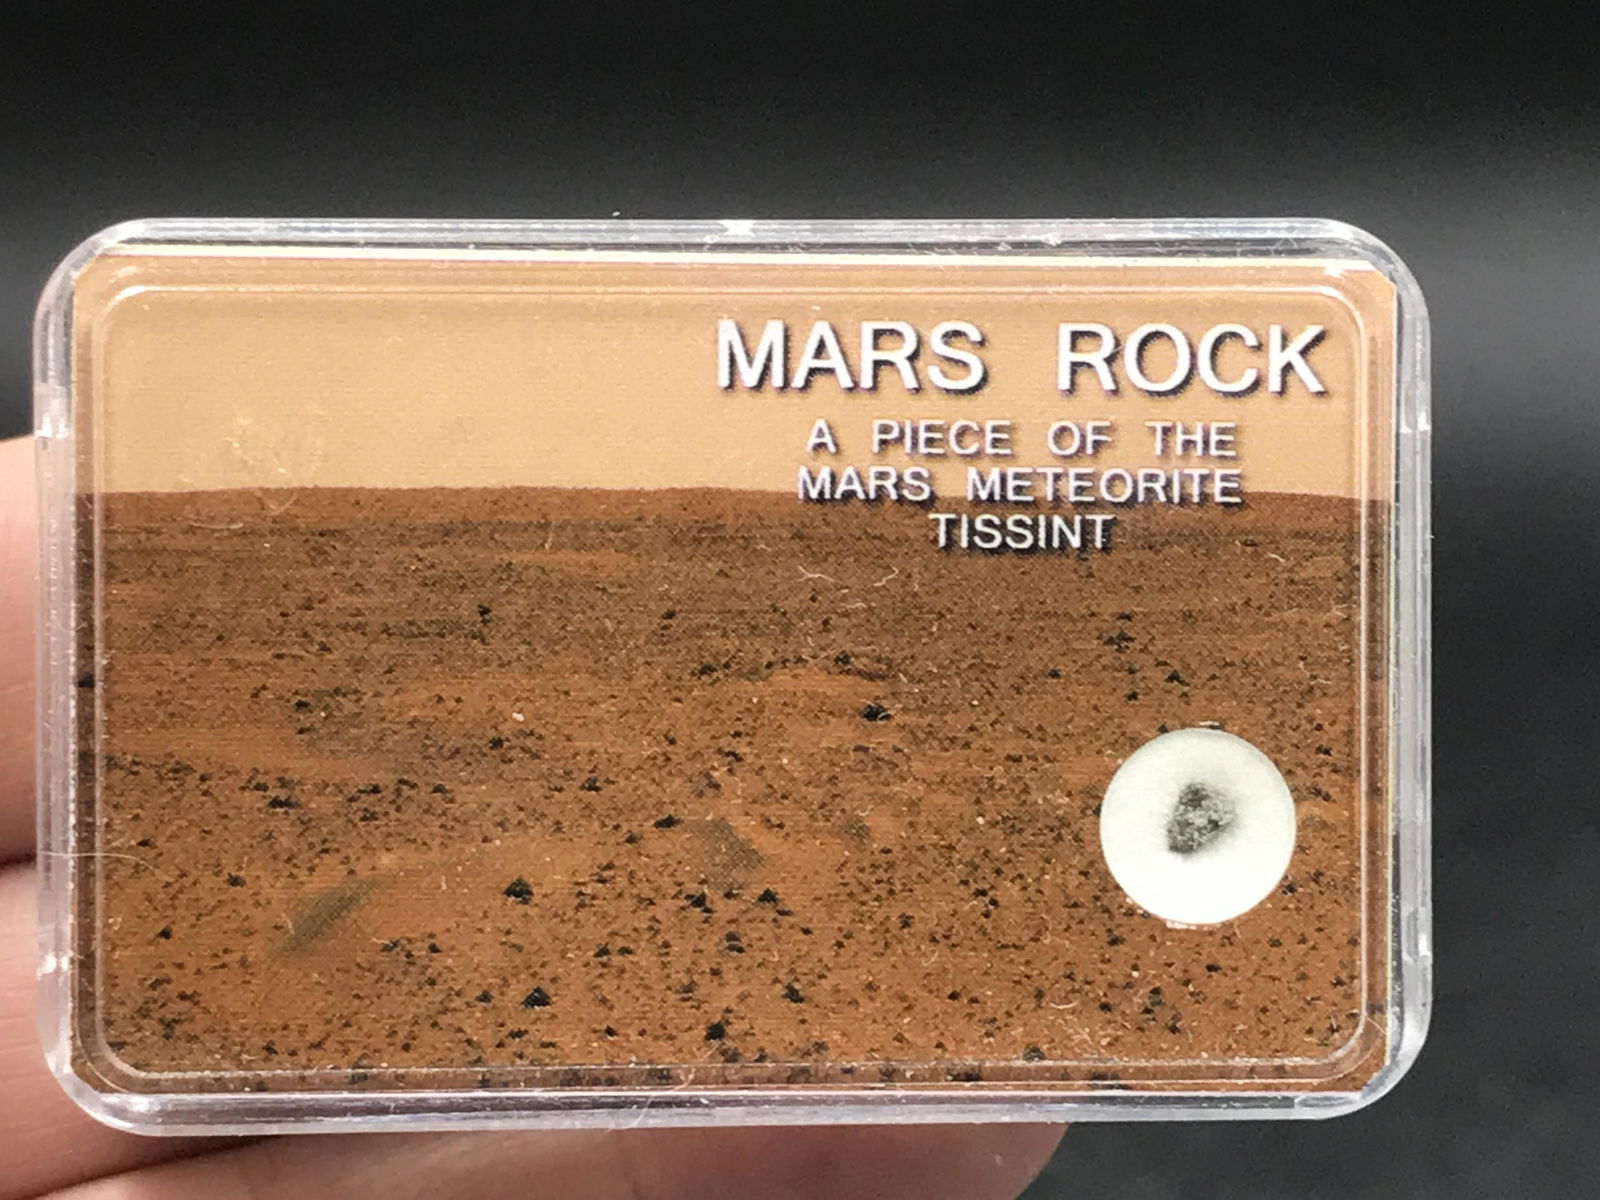 MARS ROCK
A PIECE OF THE
MARS METEORITE
TISSINT